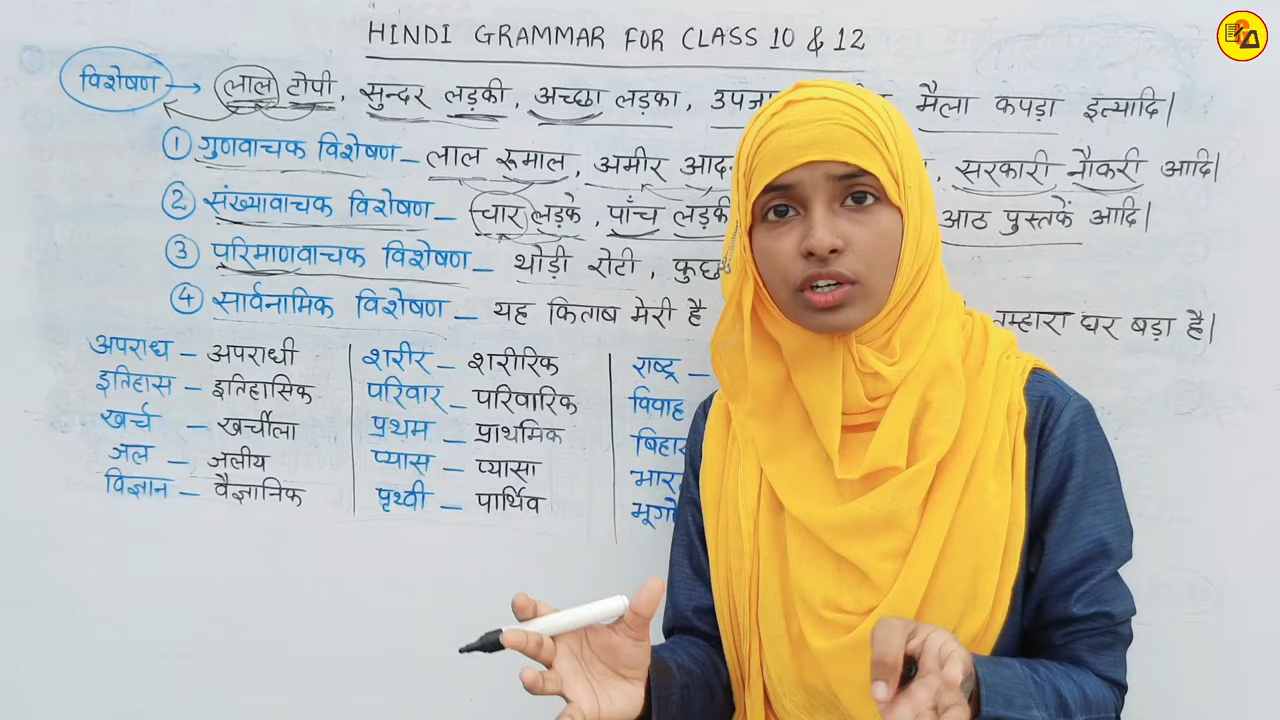 HINDI GRAMMAR FOR CLASS 10 & 12
विशेषण → लाल टोपी, सुन्दर लड़की, अच्छा लड़का, मैला कपड़ा इत्यादि|
① गुणवाचक विशेषण – लाल रूमाल, अमीर , सरकारी नौकरी आदि|
② संख्यावाचक विशेषण – चार लड़के, पाँच आठ पुस्तकें आदि|
③ परिमाणवाचक विशेषण – थोड़ी रोटी,
④ सार्वनामिक विशेषण – यह किताब मेरी है तुम्हारा घर बड़ा है|
अपराध – अपराधी
इतिहास – इतिहासिक
खर्च – खर्चीला
जल – जलीय
विज्ञान – वैज्ञानिक
शरीर – शरीरिक
परिवार – परिवारिक
प्रथम – प्राथमिक
प्यास – प्यासा
पृथ्वी – पार्थिव
राष्ट्र –
विवाह